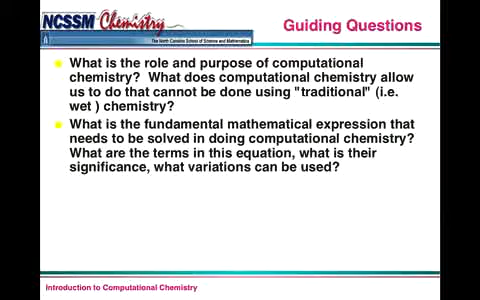 NCSSM Chemistry
The North Carolina School of Science and Mathematics
Guiding Questions
What is the role and purpose of computational
chemistry? What does computational chemistry allow
us to do that cannot be done using "traditional" (i.e.
wet ) chemistry?
What is the fundamental mathematical expression that
needs to be solved in doing computational chemistry?
What are the terms in this equation, what is their
significance, what variations can be used?
Introduction to Computational Chemistry